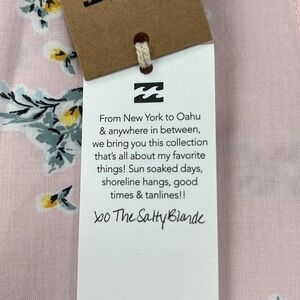 From New York to Oahu
& anywhere in between,
we bring you this collection
that's all about my favorite
things! Sun soaked days,
shoreline hangs, good
times & tanlines!!
XO The Salty Blonde